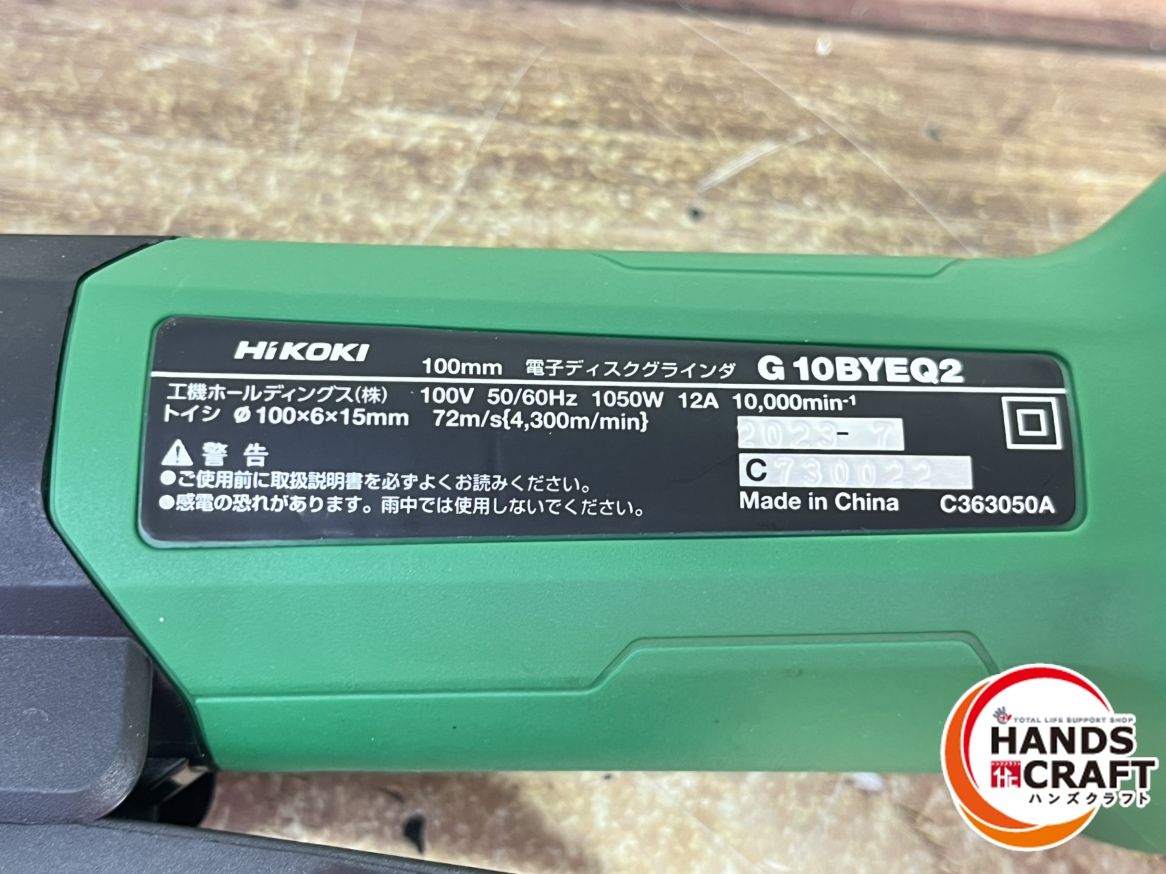 HiKOKI 100mm 電子ディスクグラインダ G 10BYEQ2
工機ホールディングス(株) 100V 50/60Hz 1050W 12A 10,000min⁻¹
トイシ ø100×6×15mm 72m/s{4,300m/min}
2023-7
⚠警告
C730022
●ご使用前に取扱説明書を必ずよくお読みください。
●感電の恐れがあります。雨中では使用しないでください。
Made in China C363050A
TOTAL LIFE SUPPORT SHOP
HANDS
CRAFT
ハンズクラフト